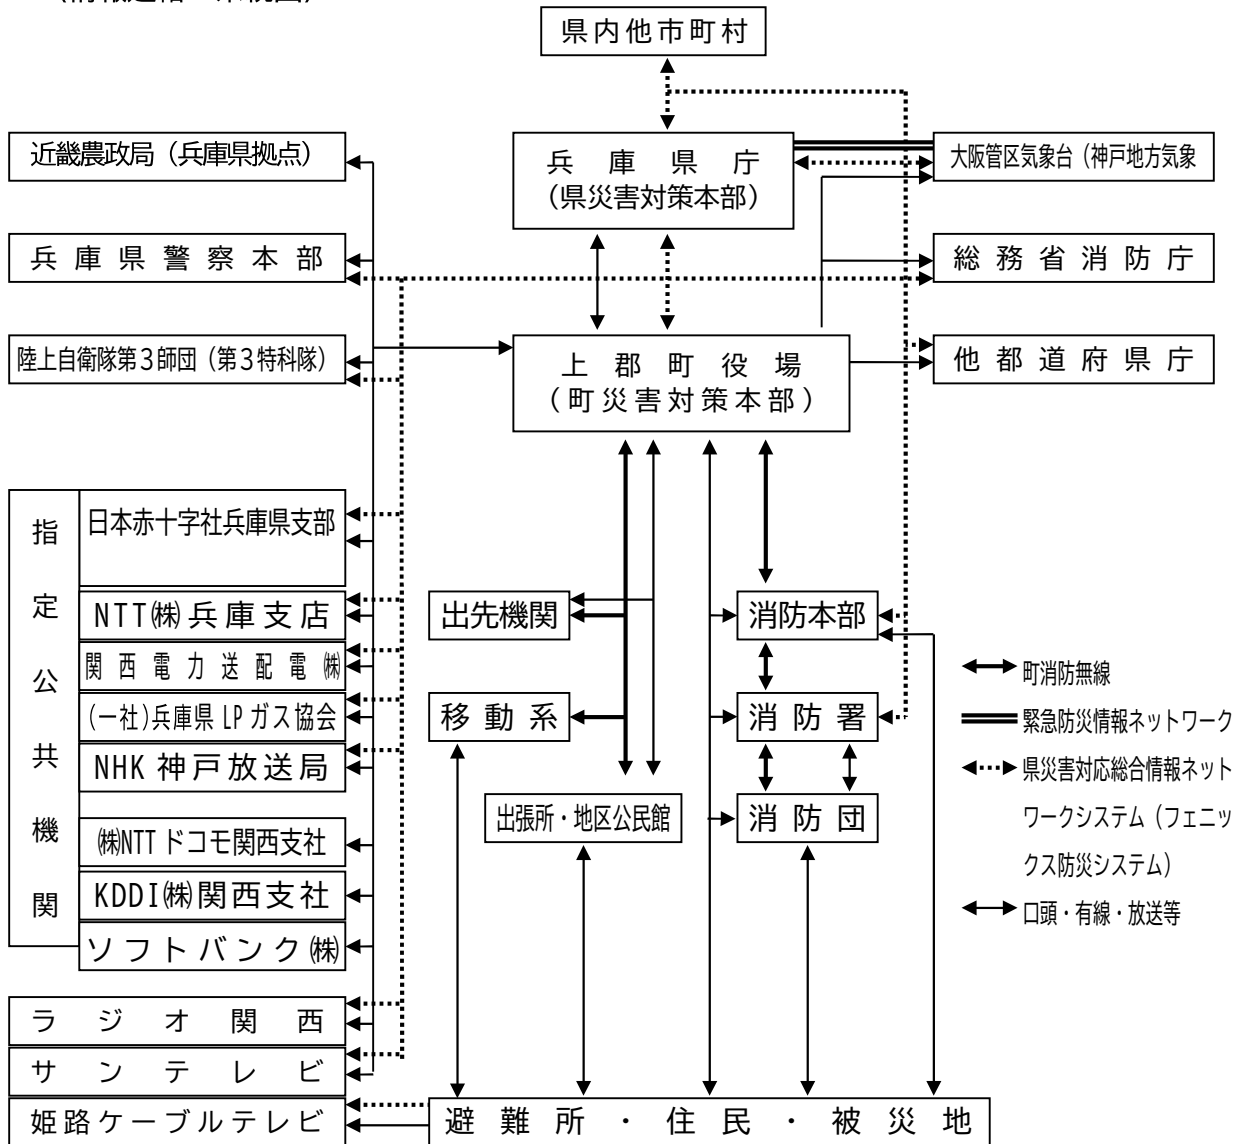 県内他市町村
近畿農政局（兵庫県拠点）
兵庫県庁
（県災害対策本部）
大阪管区気象台（神戸地方気象
兵庫県警察本部
総務省消防庁
陸上自衛隊第３師団（第３特科隊）
上郡町役場
（町災害対策本部）
他都道府県庁
指定公共機関
日本赤十字社兵庫県支部
NTT㈱兵庫支店
関西電力送配電㈱
(一社)兵庫県 LP ガス協会
NHK 神戸放送局
㈱NTT ドコモ関西支社
KDDI㈱関西支社
ソフトバンク㈱
出先機関
消防本部
移動系
消防署
出張所・地区公民館
消防団
町消防無線
緊急防災情報ネットワーク
県災害対応総合情報ネット
ワークシステム（フェニッ
クス防災システム）
口頭・有線・放送等
ラジオ関西
サンテレビ
姫路ケーブルテレビ
避難所・住民・被災地